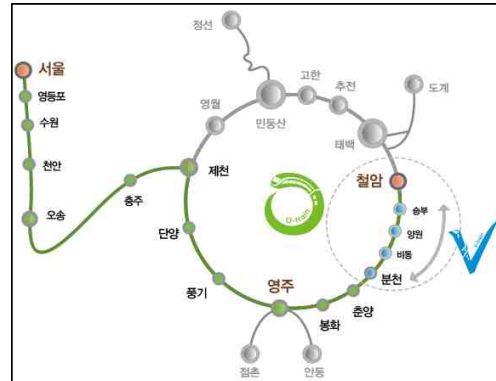 정선
서울
영등포
수원
천안
오송
충주
제천
영월
민둥산
고한
추전
태백
도계
철암
승부
양원
비동
분천
춘양
봉화
영주
풍기
단양
점촌
안동
O-train